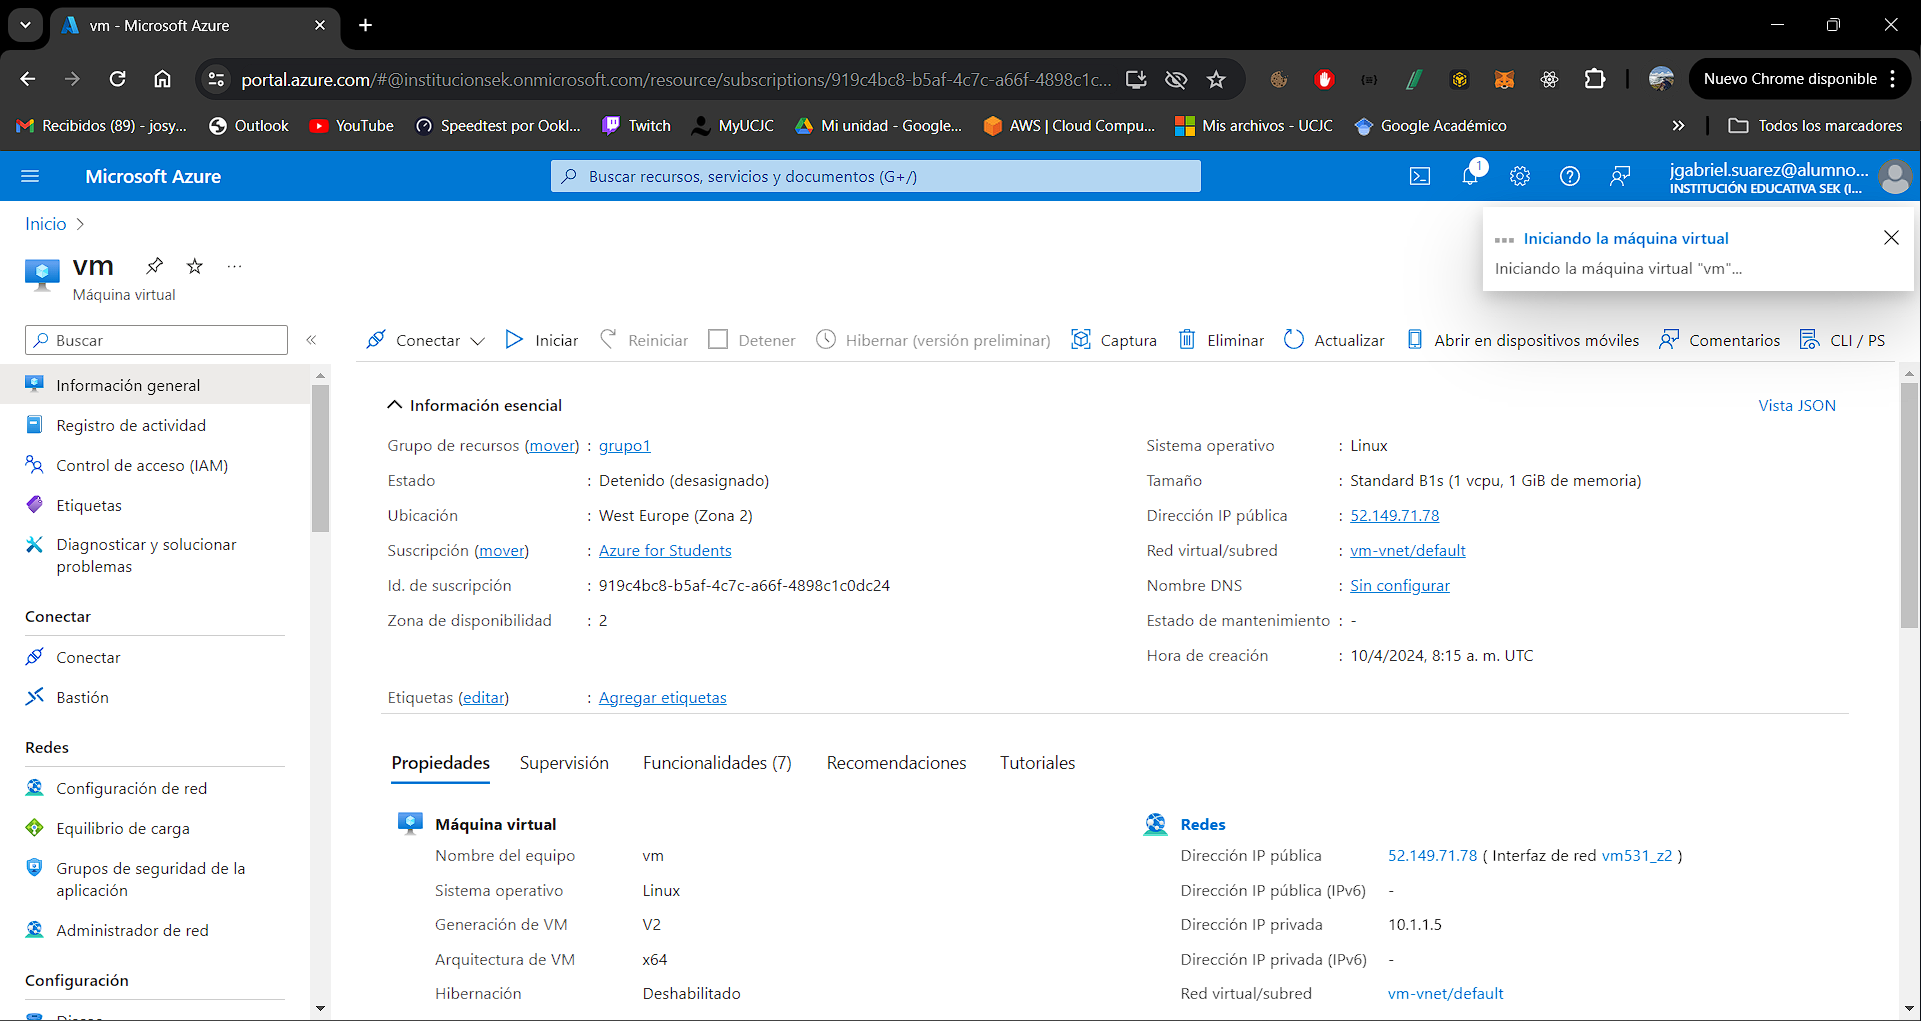 vm - Microsoft Azure
portal.azure.com/#@institucionsek.onmicrosoft.com/resource/subscriptions/919c4bc8-b5af-4c7c-a66f-4898c1c...
Nuevo Chrome disponible
Recibidos (89) - josy,...
Outlook
YouTube
Speedtest por Ookl...
Twitch
MyUCJC
Mi unidad - Google...
AWS | Cloud Compu...
Mis archivos - UCJC
Google Académico
Todos los marcadores
Microsoft Azure
Buscar recursos, servicios y documentos (G+/)
1
jgabriel.suarez@alumno...
INSTITUCIÓN EDUCATIVA SEK (I...
Inicio
Iniciando la máquina virtual
Iniciando la máquina virtual "vm"...
vm
Máquina virtual
Buscar
Conectar
Iniciar
Reiniciar
Detener
Hibernar (versión preliminar)
Captura
Eliminar
Actualizar
Abrir en dispositivos móviles
Comentarios
CLI / PS
Información general
Registro de actividad
Control de acceso (IAM)
Etiquetas
Diagnosticar y solucionar
problemas
Conectar
Conectar
Bastión
Redes
Configuración de red
Equilibrio de carga
Grupos de seguridad de la
aplicación
Administrador de red
Configuración
Discos
Información esencial
Vista JSON
Grupo de recursos (mover) : grupo1
Estado : Detenido (desasignado)
Ubicación : West Europe (Zona 2)
Suscripción (mover) : Azure for Students
Id. de suscripción : 919c4bc8-b5af-4c7c-a66f-4898c1c0dc24
Zona de disponibilidad : 2
Sistema operativo : Linux
Tamaño : Standard B1s (1 vcpu, 1 GiB de memoria)
Dirección IP pública : 52.149.71.78
Red virtual/subred : vm-vnet/default
Nombre DNS : Sin configurar
Estado de mantenimiento : -
Hora de creación : 10/4/2024, 8:15 a. m. UTC
Etiquetas (editar) : Agregar etiquetas
Propiedades
Supervisión
Funcionalidades (7)
Recomendaciones
Tutoriales
Máquina virtual
Nombre del equipo vm
Sistema operativo Linux
Generación de VM V2
Arquitectura de VM x64
Hibernación Deshabilitado
Redes
Dirección IP pública 52.149.71.78 ( Interfaz de red vm531_z2 )
Dirección IP pública (IPv6) -
Dirección IP privada 10.1.1.5
Dirección IP privada (IPv6) -
Red virtual/subred vm-vnet/default